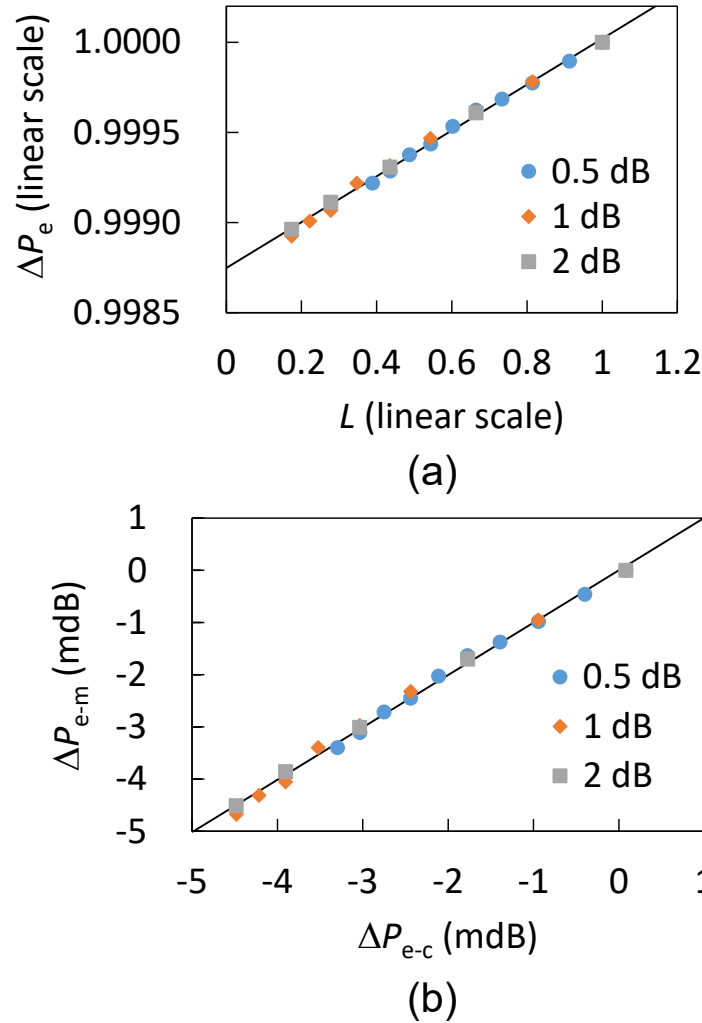 1.0000
0.9995
0.9990
0.9985
ΔPe (linear scale)
0.5 dB
1 dB
2 dB
0 0.2 0.4 0.6 0.8 1 1.2
L (linear scale)
(a)
1
0
-1
-2
-3
-4
-5
ΔPe-m (mdB)
0.5 dB
1 dB
2 dB
-5 -4 -3 -2 -1 0 1
ΔPe-c (mdB)
(b)